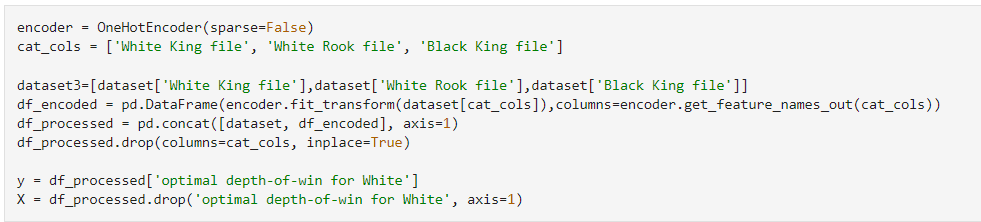 encoder = OneHotEncoder(sparse=False)
cat_cols = ['White King file', 'White Rook file', 'Black King file']
dataset3=[dataset['White King file'],dataset['White Rook file'],dataset['Black King file']]
df_encoded = pd.DataFrame(encoder.fit_transform(dataset[cat_cols]),columns=encoder.get_feature_names_out(cat_cols))
df_processed = pd.concat([dataset, df_encoded], axis=1)
df_processed.drop(columns=cat_cols, inplace=True)
y = df_processed['optimal depth-of-win for White']
X = df_processed.drop('optimal depth-of-win for White', axis=1)